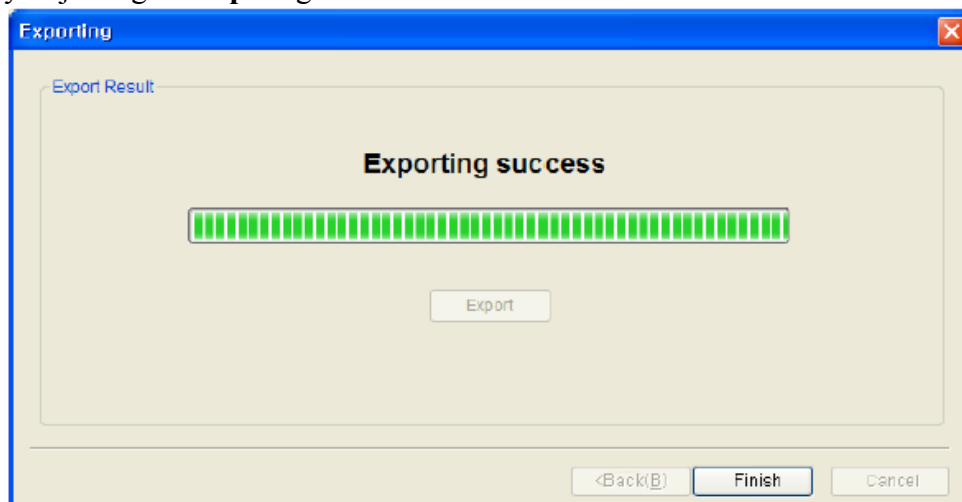 Exporting
Export Result
Exporting success
Export
<Back(B) Finish Cancel